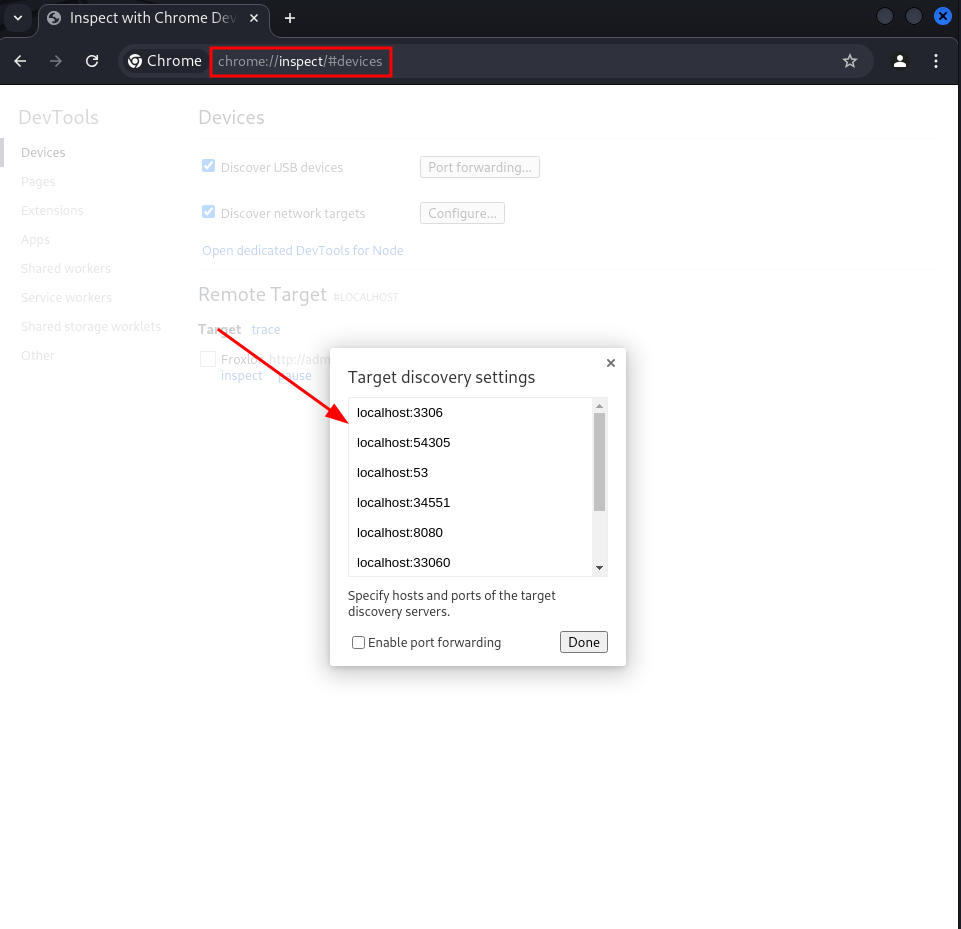 Inspect with Chrome Dev
Chrome chrome://inspect/#devices
DevTools
Devices
Pages
Extensions
Apps
Shared workers
Service workers
Shared storage worklets
Other
Devices
Discover USB devices Port forwarding...
Discover network targets Configure...
Open dedicated DevTools for Node
Remote Target #LOCALHOST
Target trace
http://adm
inspect pause
Target discovery settings
localhost:3306
localhost:54305
localhost:53
localhost:34551
localhost:8080
localhost:33060
Specify hosts and ports of the target
discovery servers.
Enable port forwarding Done